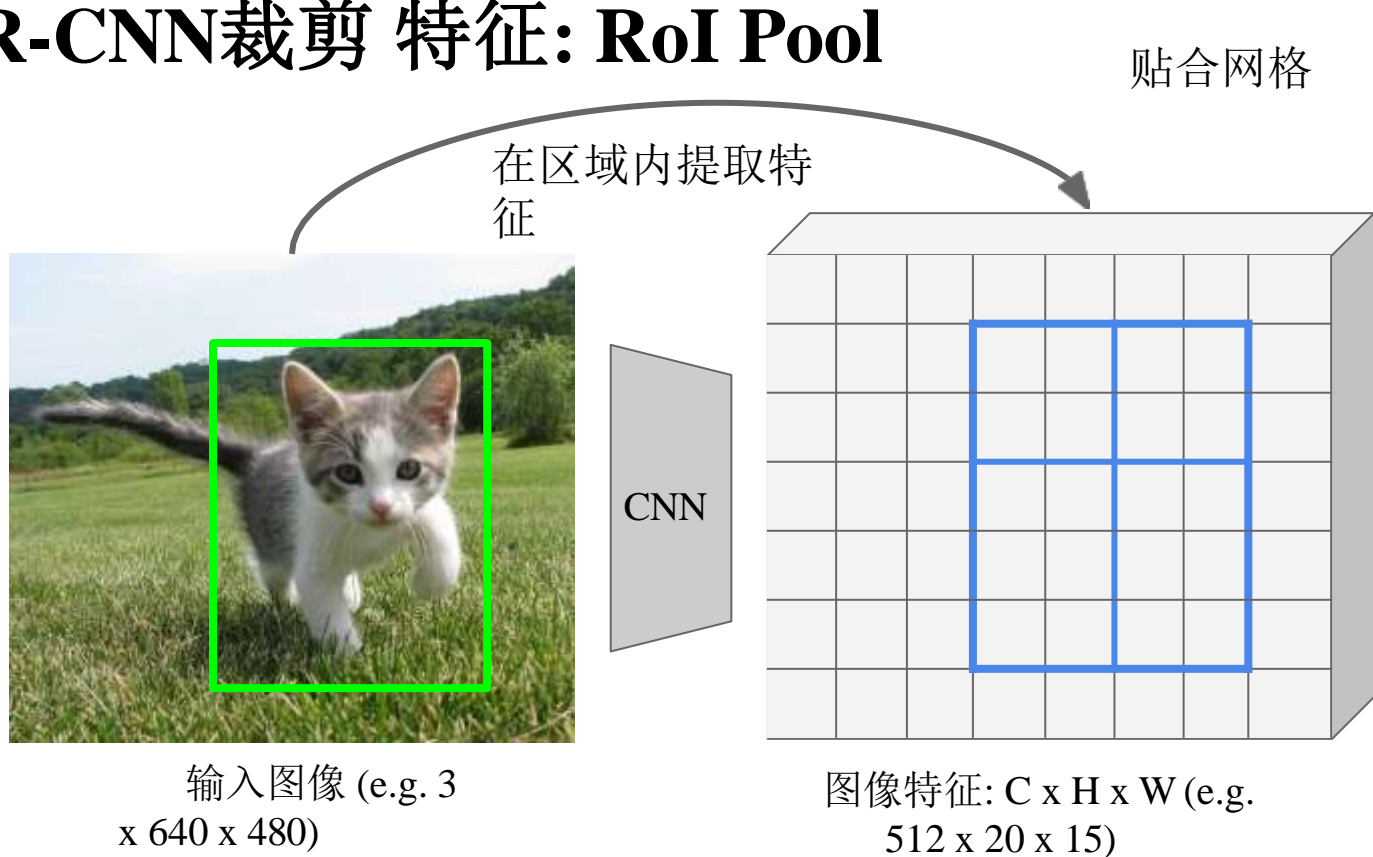 R-CNN裁剪 特征: RoI Pool
贴合网格
在区域内提取特
征
CNN
输入图像 (e.g. 3
x 640 x 480)
图像特征: C x H x W (e.g.
512 x 20 x 15)